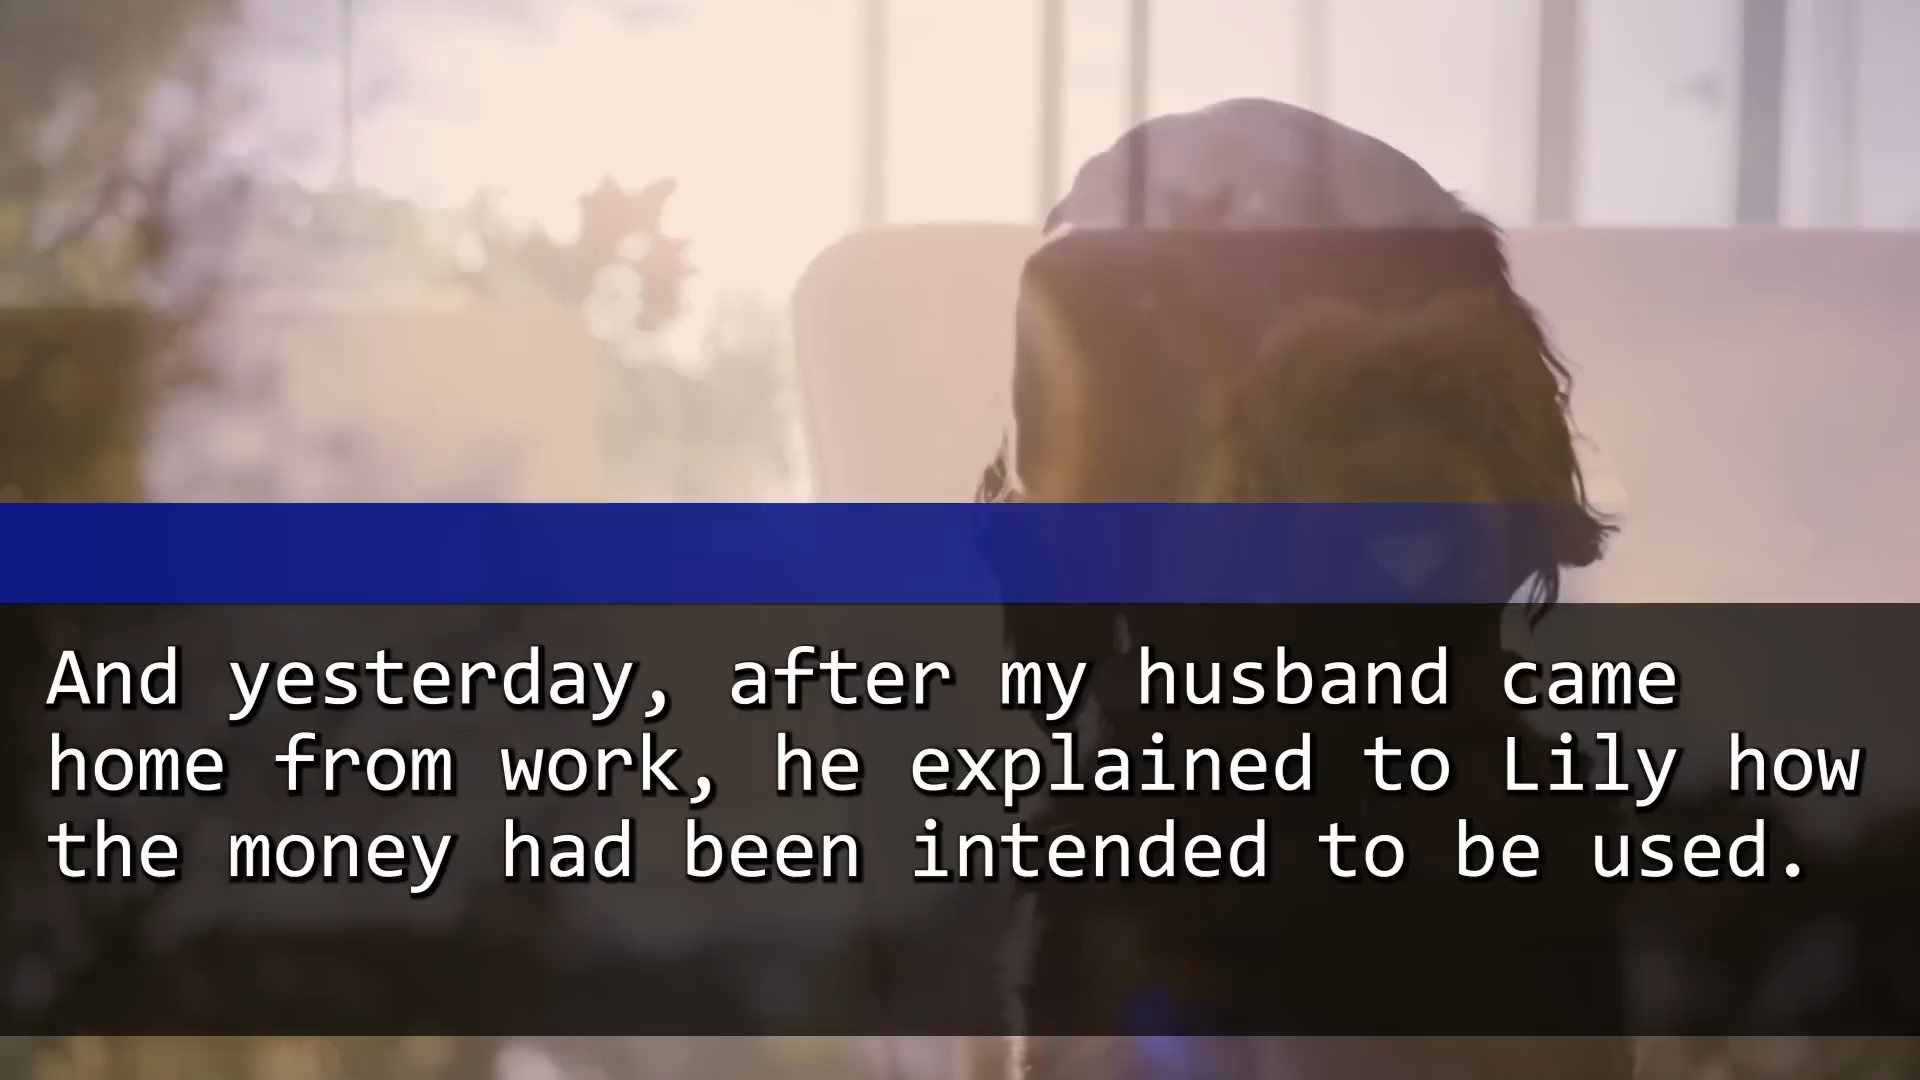 And yesterday, after my husband came
home from work, he explained to Lily how
the money had been intended to be used.